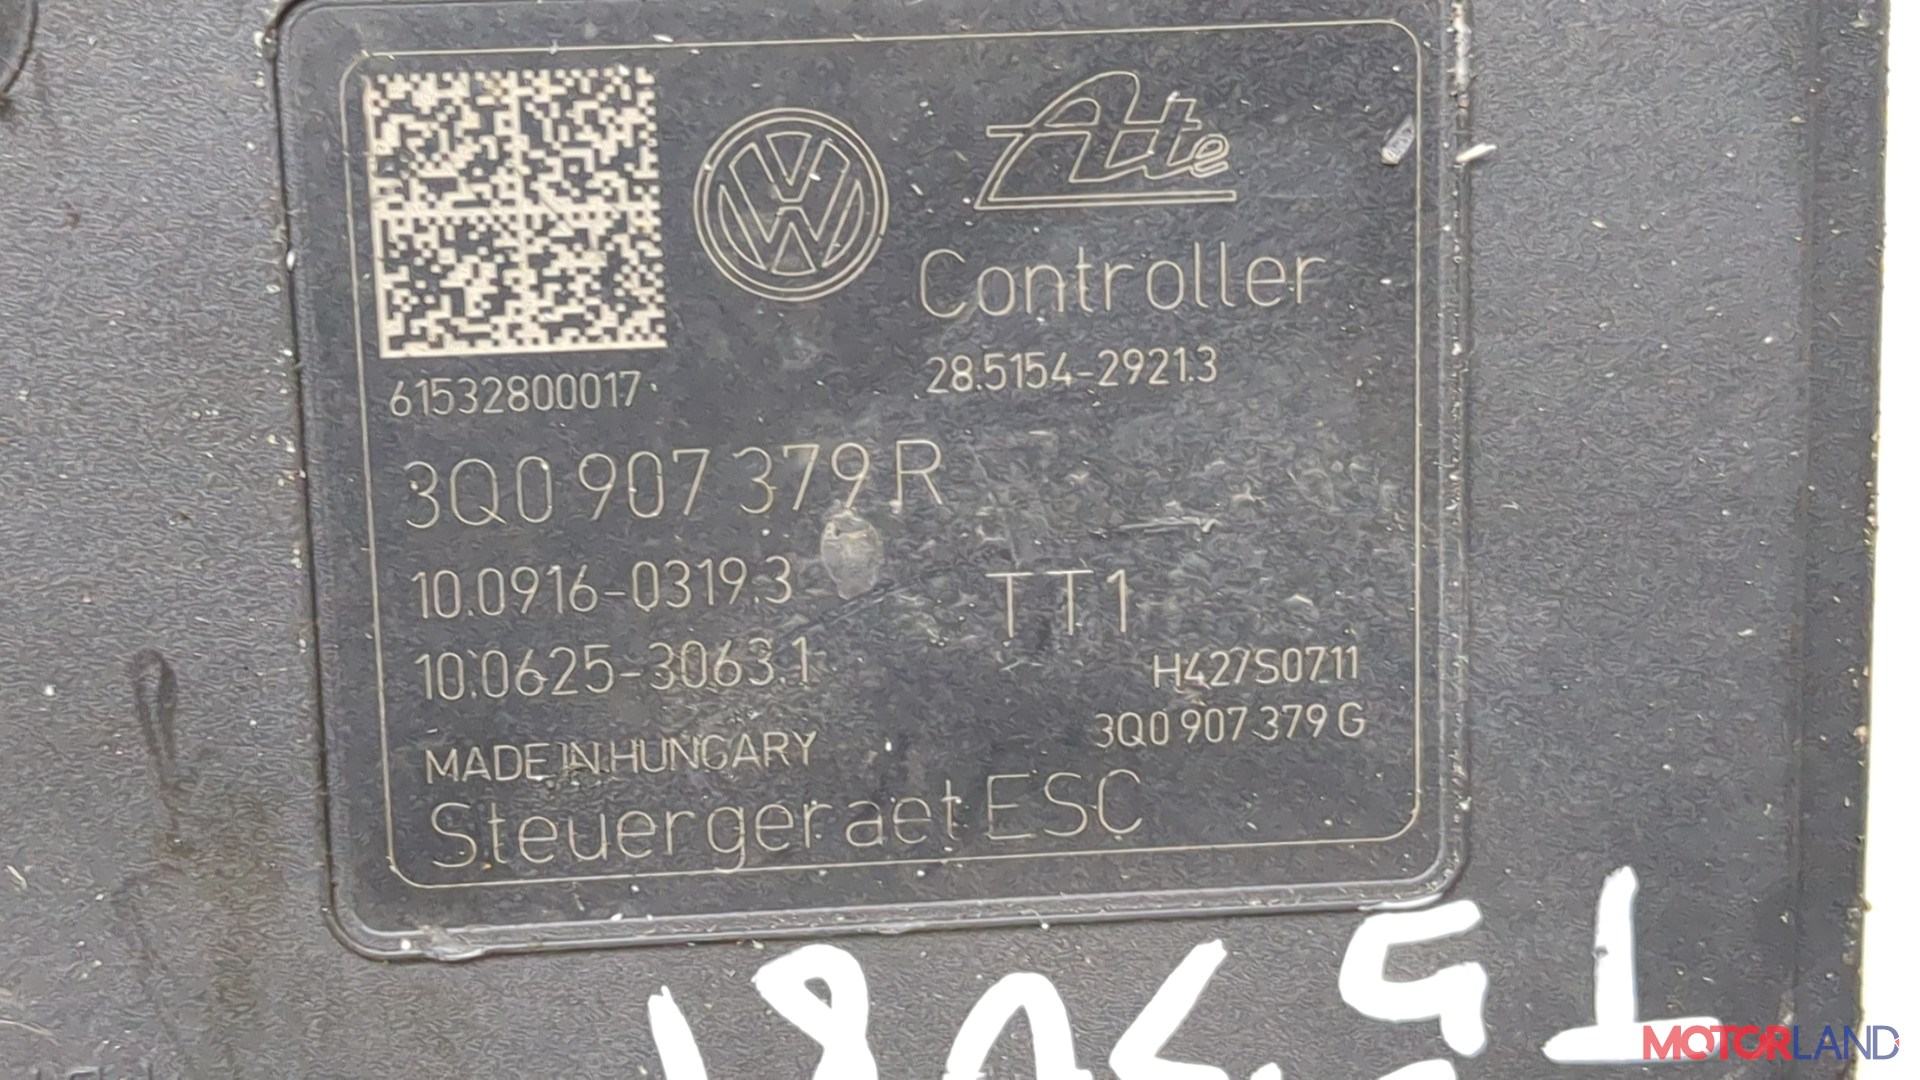 Ate
Controller
61532800017
28.5154-2921.3
3Q0 907 379 R
10.0916-0319.3
TT1
10.0625-3063.1
H427S0711
3Q0 907 379 G
MADE IN HUNGARY
Steuergeraet ESC
MOTORLAND